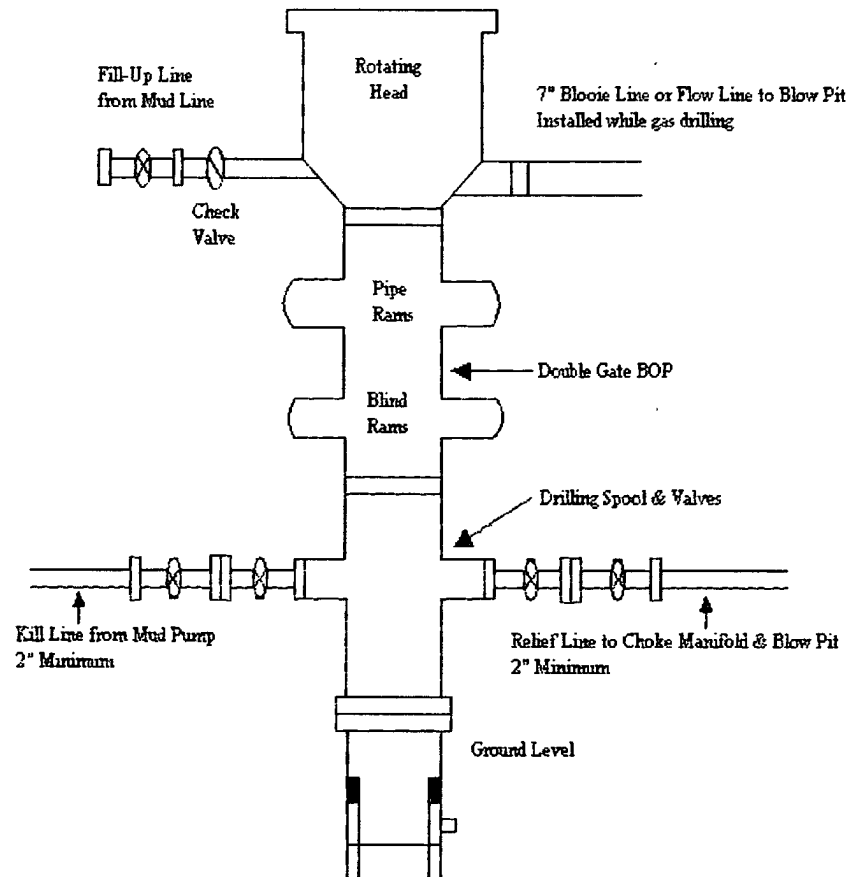 Rotating
Head
Fill-Up Line
from Mud Line
7" Blooie Line or Flow Line to Blow Pit
Installed while gas drilling
Check
Valve
Pipe
Rams
Double Gate BOP
Blind
Rams
Drilling Spool & Valves
Kill Line from Mud Pump
2" Minimum
Relief Line to Choke Manifold & Blow Pit
2" Minimum
Ground Level